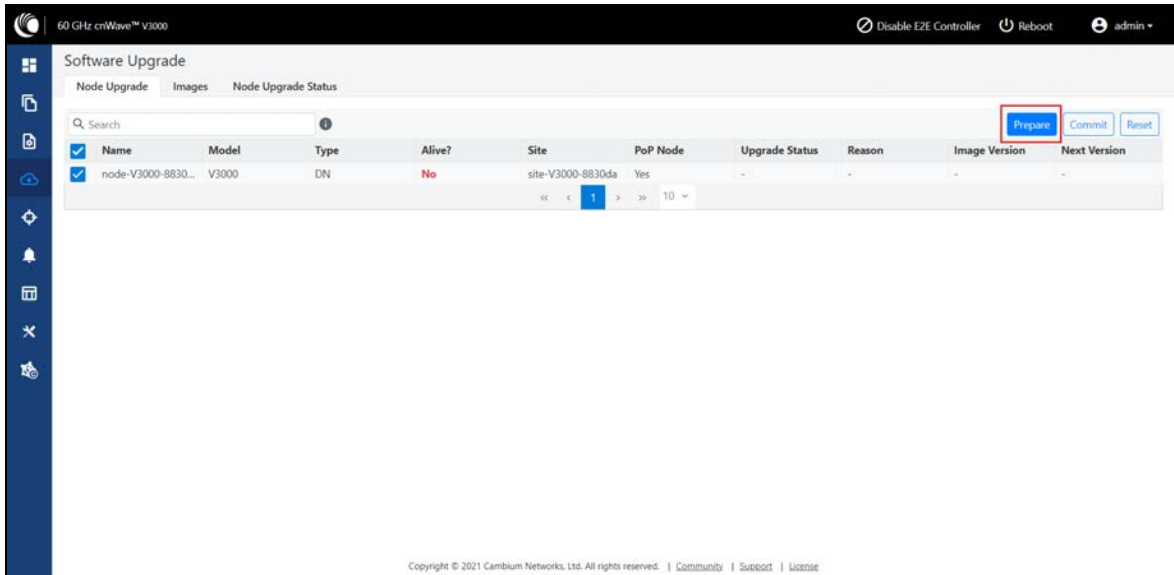 60 GHz cnWave™ V3000 Disable E2E Controller Reboot admin
Software Upgrade
Node Upgrade Images Node Upgrade Status
Search Prepare Commit Reset
Name Model Type Alive? Site PoP Node Upgrade Status Reason Image Version Next Version
node-V3000-8830... V3000 DN No site-V3000-8830da Yes - - - -
« ‹ 1 › » 10
Copyright © 2021 Cambium Networks, Ltd. All rights reserved. | Community | Support | License